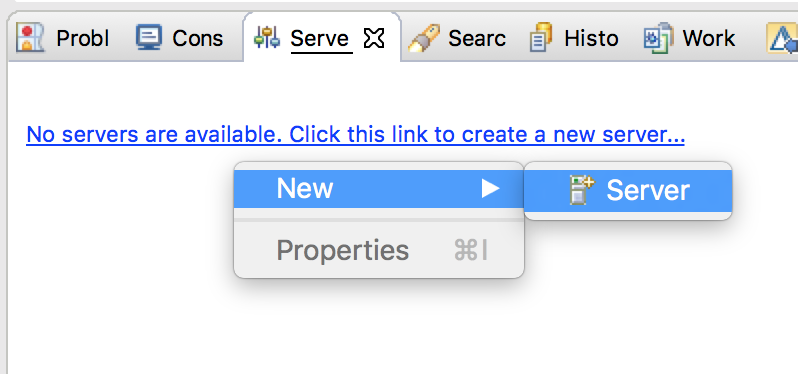 Probl Cons Serve Searc Histo Work
No servers are available. Click this link to create a new server...
New Server
Properties ⌘I